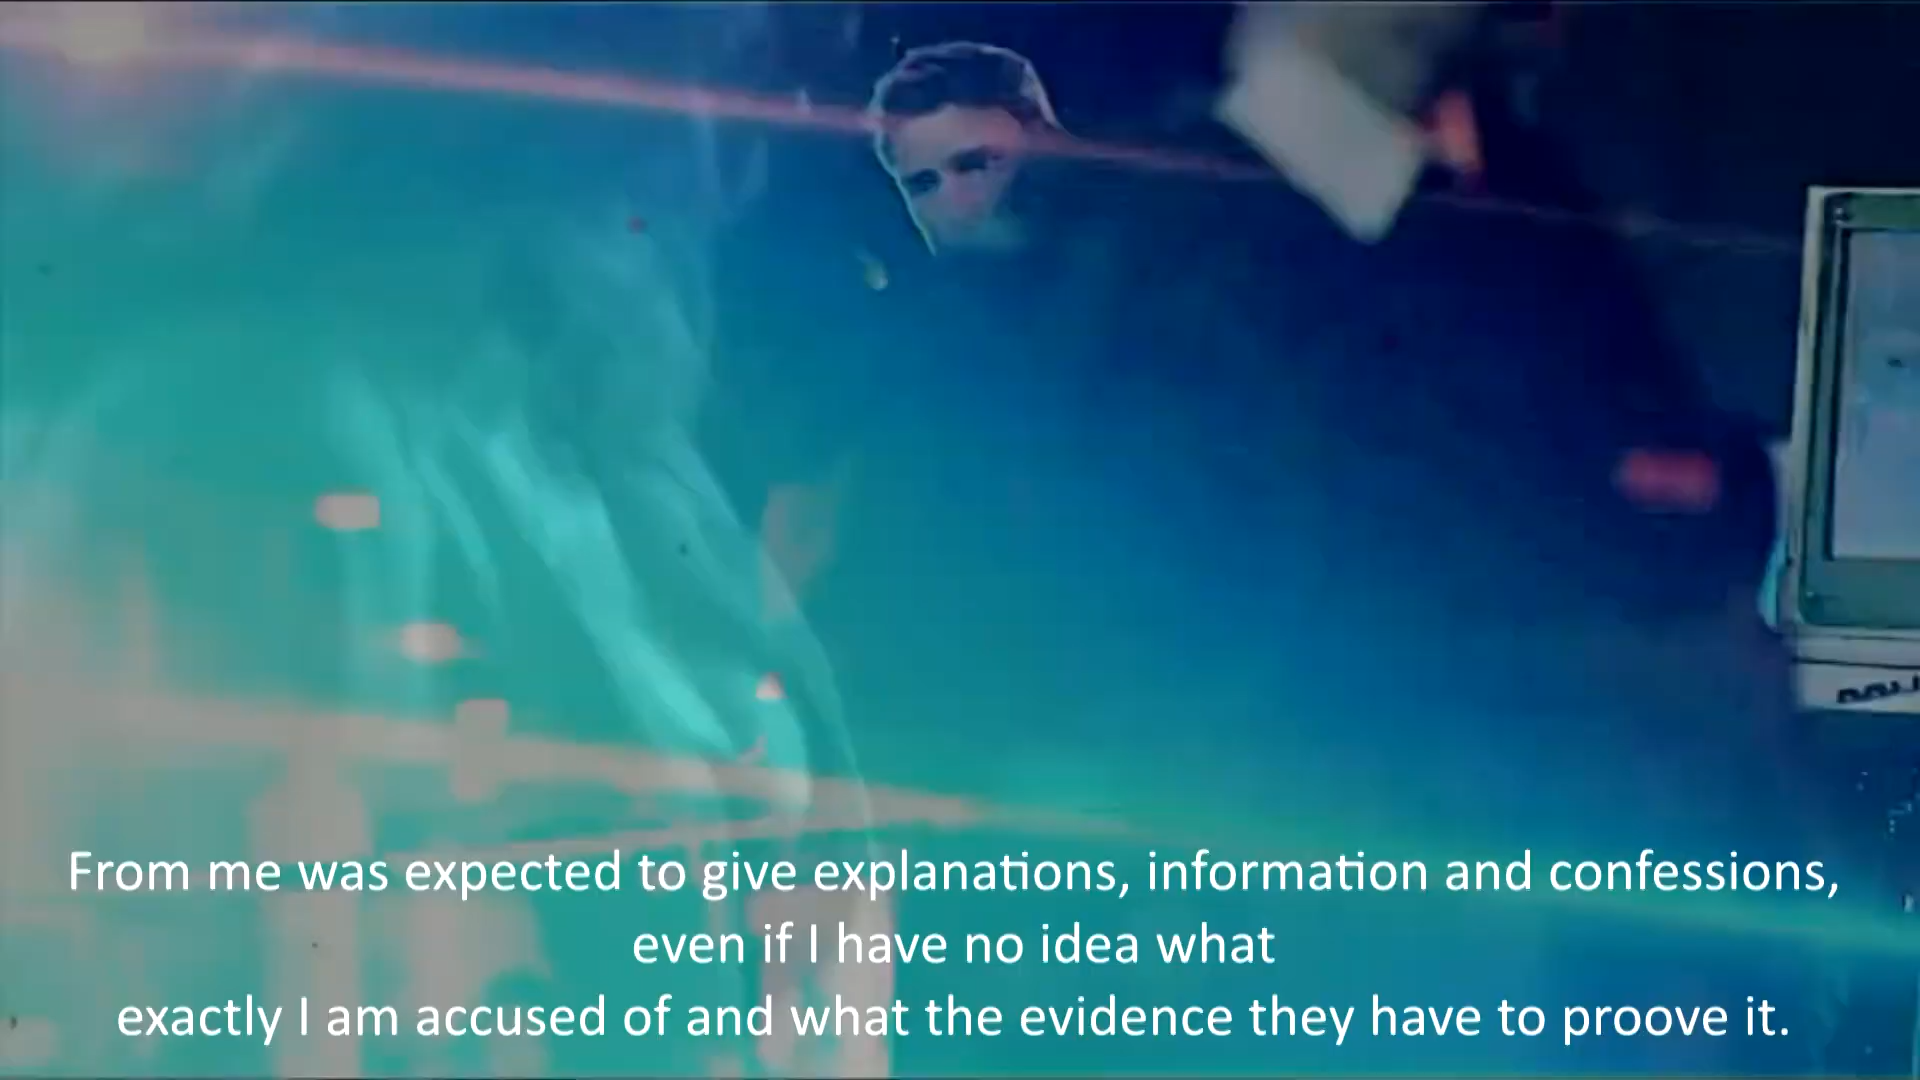 From me was expected to give explanations, information and confessions,
even if I have no idea what
exactly I am accused of and what the evidence they have to proove it.